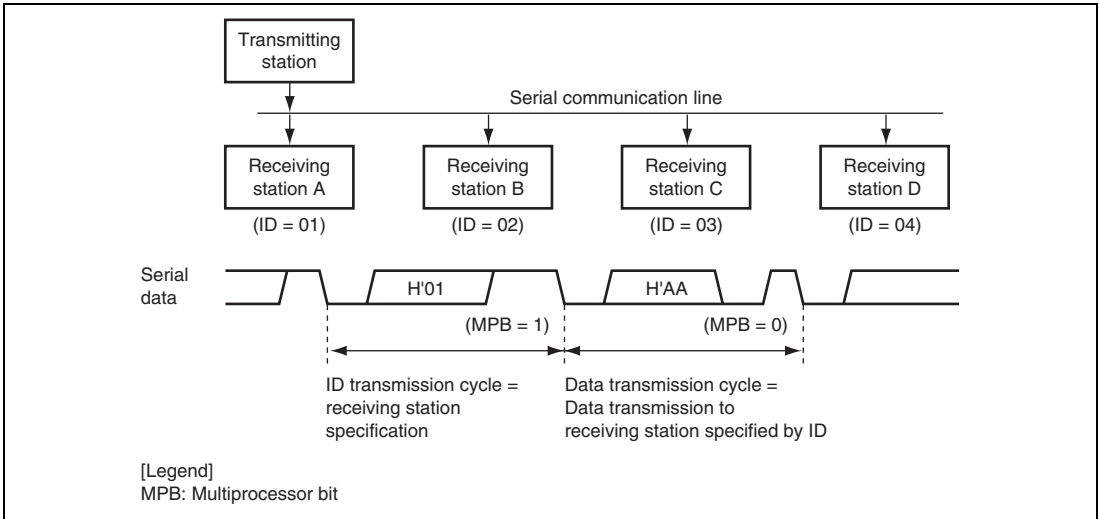 Transmitting
station
Serial communication line
Receiving
station A
Receiving
station B
Receiving
station C
Receiving
station D
(ID = 01)
(ID = 02)
(ID = 03)
(ID = 04)
Serial
data
H'01
H'AA
(MPB = 1)
(MPB = 0)
ID transmission cycle =
receiving station
specification
Data transmission cycle =
Data transmission to
receiving station specified by ID
[Legend]
MPB: Multiprocessor bit